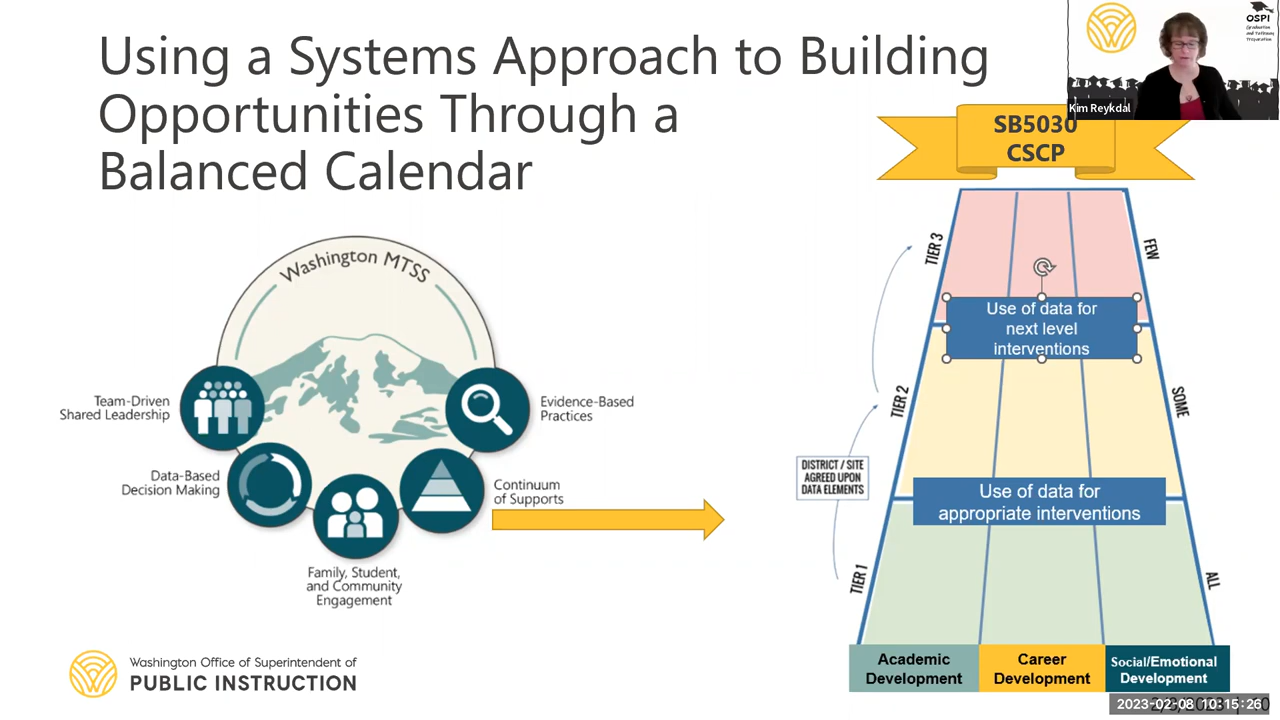 Using a Systems Approach to Building
Opportunities Through a
Balanced Calendar
OSPI
Kim Reykdal
SB5030
CSCP
Washington MTSS
Team-Driven
Shared Leadership
Data-Based
Decision Making
Family, Student,
and Community
Engagement
Continuum
of Supports
Evidence-Based
Practices
TIER 3
FEW
Use of data for
next level
interventions
TIER 2
SOME
DISTRICT / SITE
AGREED UPON
DATA ELEMENTS
Use of data for
appropriate interventions
TIER 1
ALL
Academic
Development
Career
Development
Social/Emotional
Development
Washington Office of Superintendent of
PUBLIC INSTRUCTION
2023-02-08 10:15:26